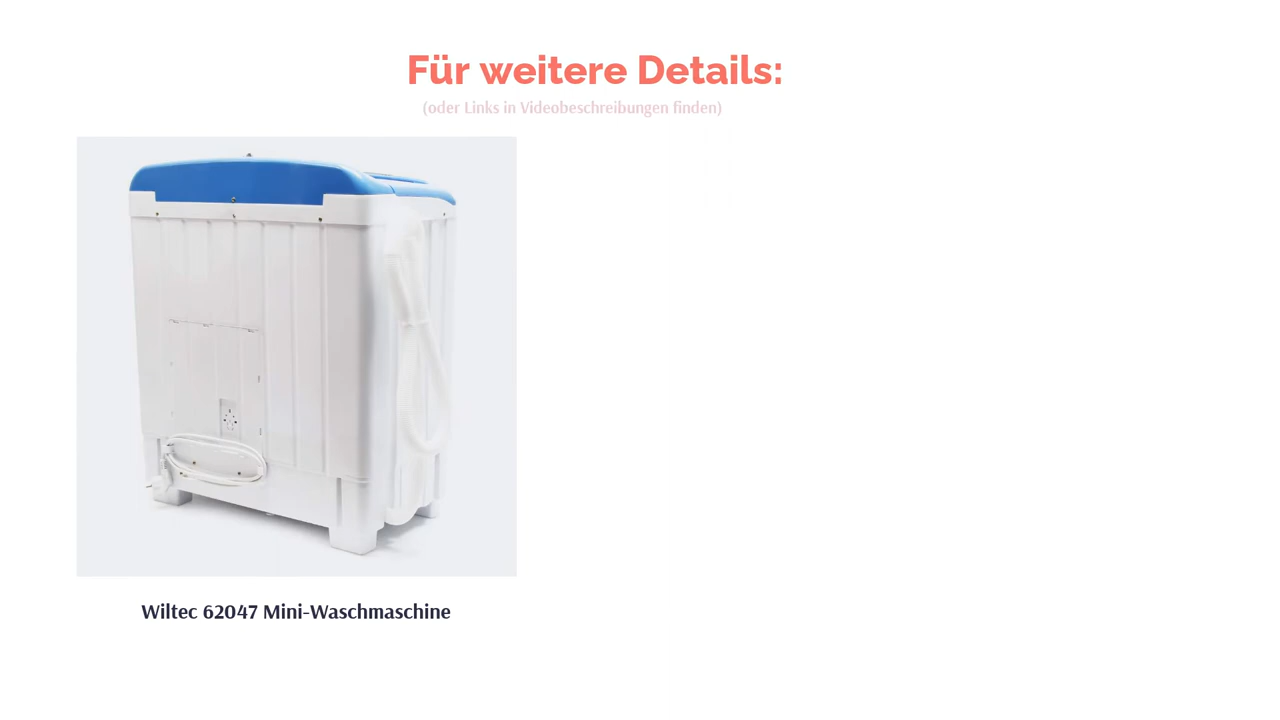 Für weitere Details:
(oder Links in Videobeschreibungen finden)
Wiltec 62047 Mini-Waschmaschine